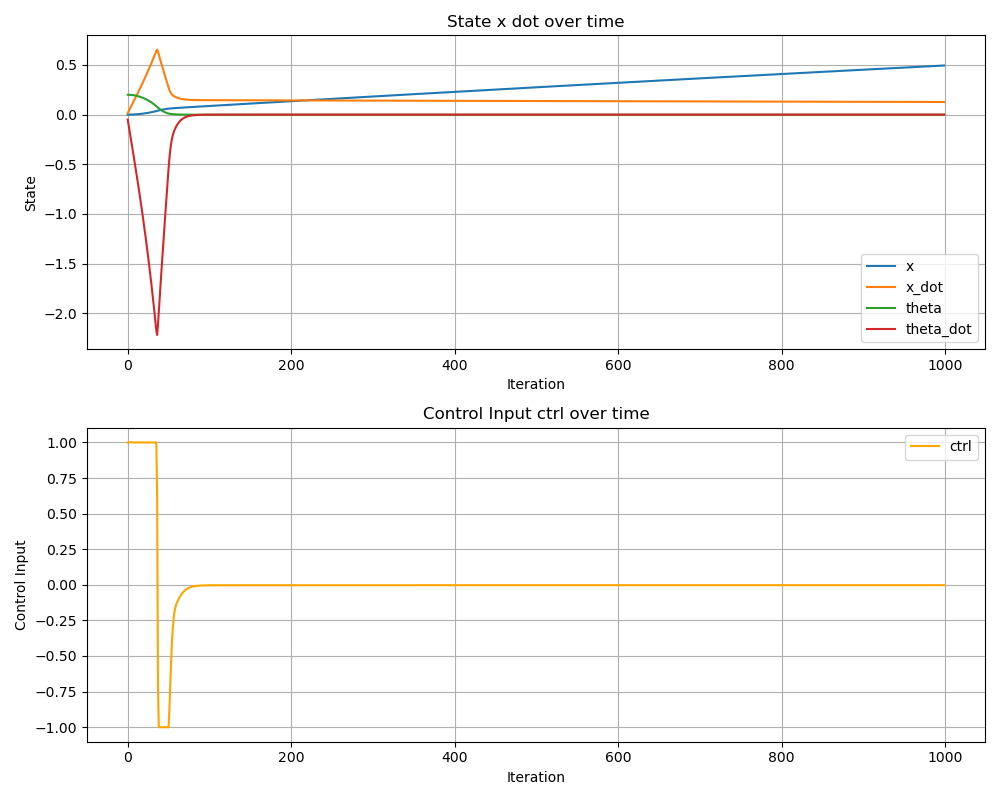 State x dot over time
State
0.5
0.0
−0.5
−1.0
−1.5
−2.0
x
x_dot
theta
theta_dot
0 200 400 600 800 1000
Iteration
Control Input ctrl over time
Control Input
1.00
0.75
0.50
0.25
0.00
−0.25
−0.50
−0.75
−1.00
ctrl
0 200 400 600 800 1000
Iteration